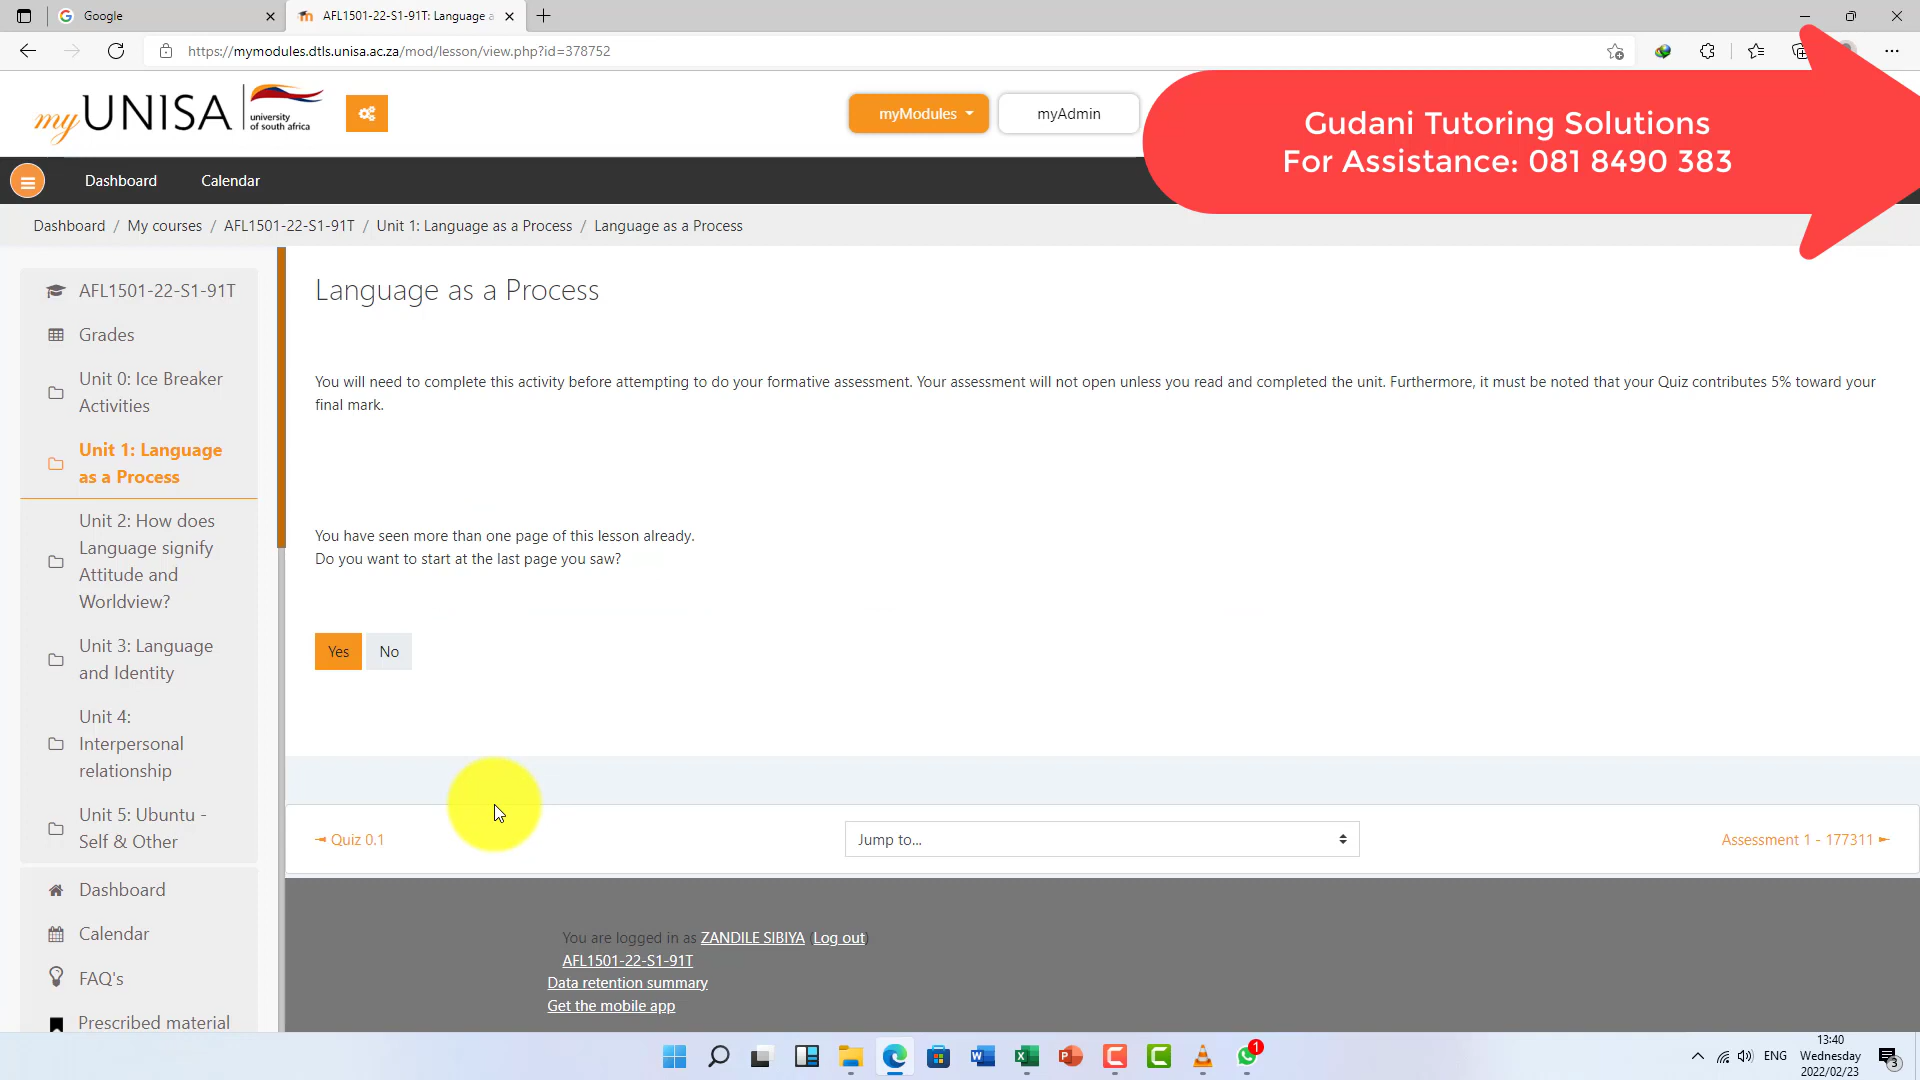 Google
AFL1501-22-S1-91T: Language a
https://mymodules.dtls.unisa.ac.za/mod/lesson/view.php?id=378752
my UNISA
university
of south africa
myModules
myAdmin
Gudani Tutoring Solutions
For Assistance: 081 8490 383
Dashboard
Calendar
Dashboard / My courses / AFL1501-22-S1-91T / Unit 1: Language as a Process / Language as a Process
AFL1501-22-S1-91T
Grades
Unit 0: Ice Breaker
Activities
Unit 1: Language
as a Process
Unit 2: How does
Language signify
Attitude and
Worldview?
Unit 3: Language
and Identity
Unit 4:
Interpersonal
relationship
Unit 5: Ubuntu -
Self & Other
Dashboard
Calendar
FAQ's
Prescribed material
Language as a Process
You will need to complete this activity before attempting to do your formative assessment. Your assessment will not open unless you read and completed the unit. Furthermore, it must be noted that your Quiz contributes 5% toward your
final mark.
You have seen more than one page of this lesson already.
Do you want to start at the last page you saw?
Yes
No
◄ Quiz 0.1
Jump to...
Assessment 1 - 177311 ►
You are logged in as ZANDILE SIBIYA (Log out)
AFL1501-22-S1-91T
Data retention summary
Get the mobile app
1
ENG
13:40
Wednesday
2022/02/23
3